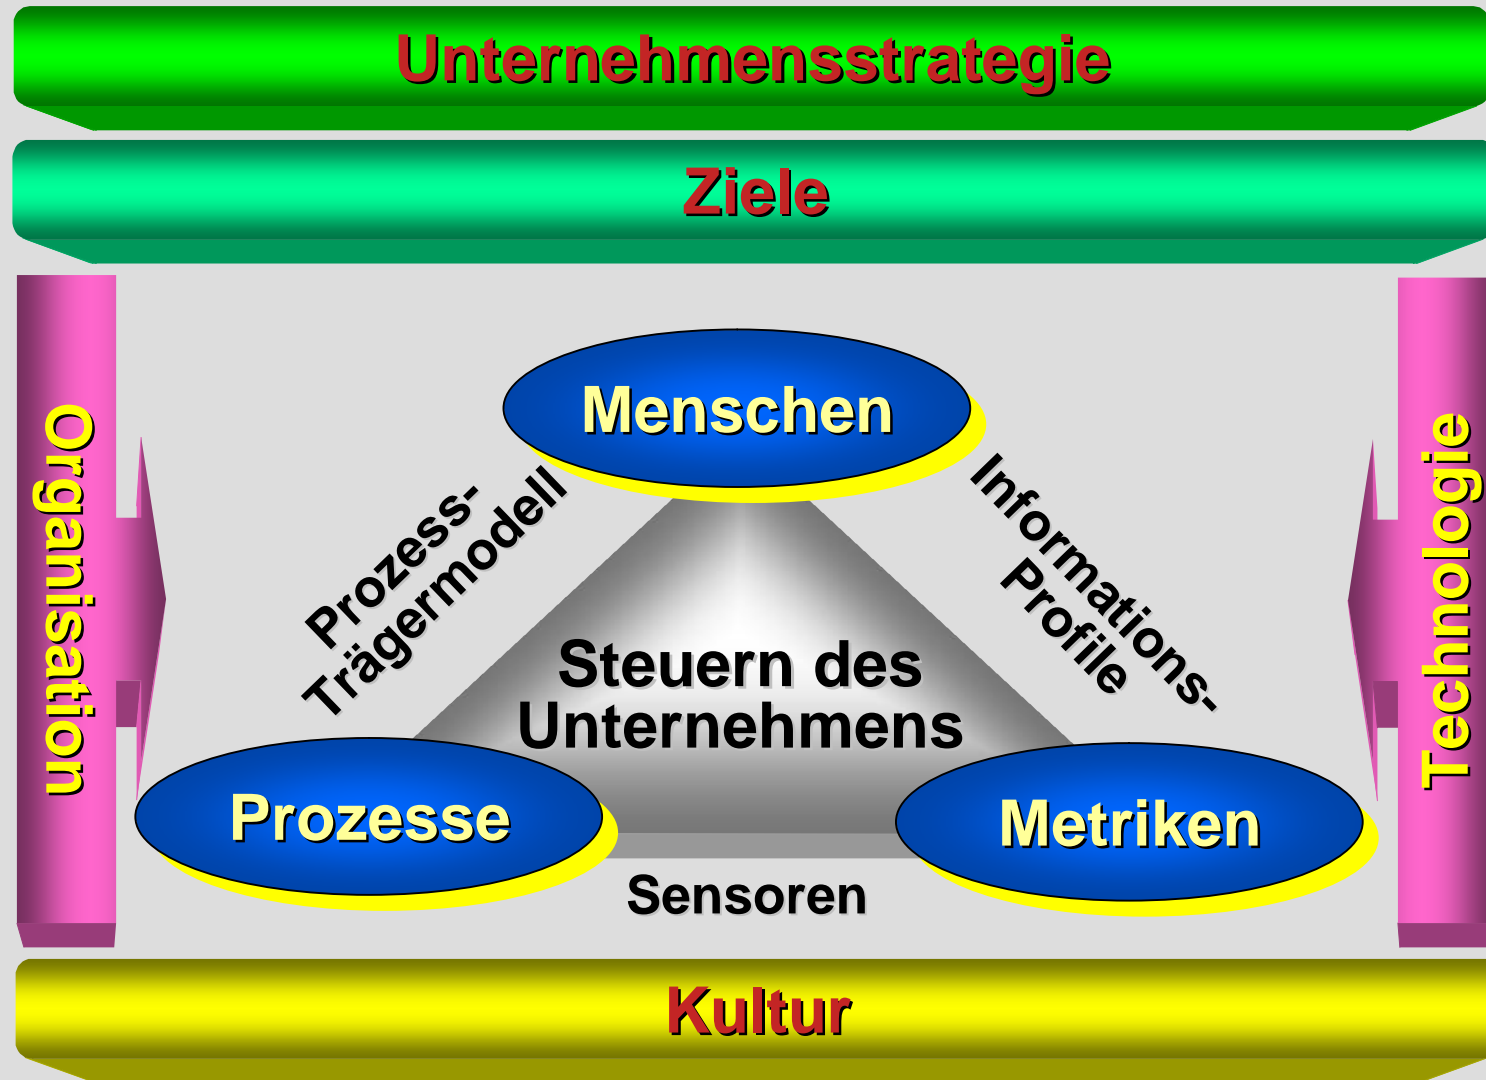 Unternehmensstrategie
Ziele
Organisation
Menschen
Prozess-
Trägermodell
Informations-
Profile
Technologie
Steuern des
Unternehmens
Prozesse
Metriken
Sensoren
Kultur